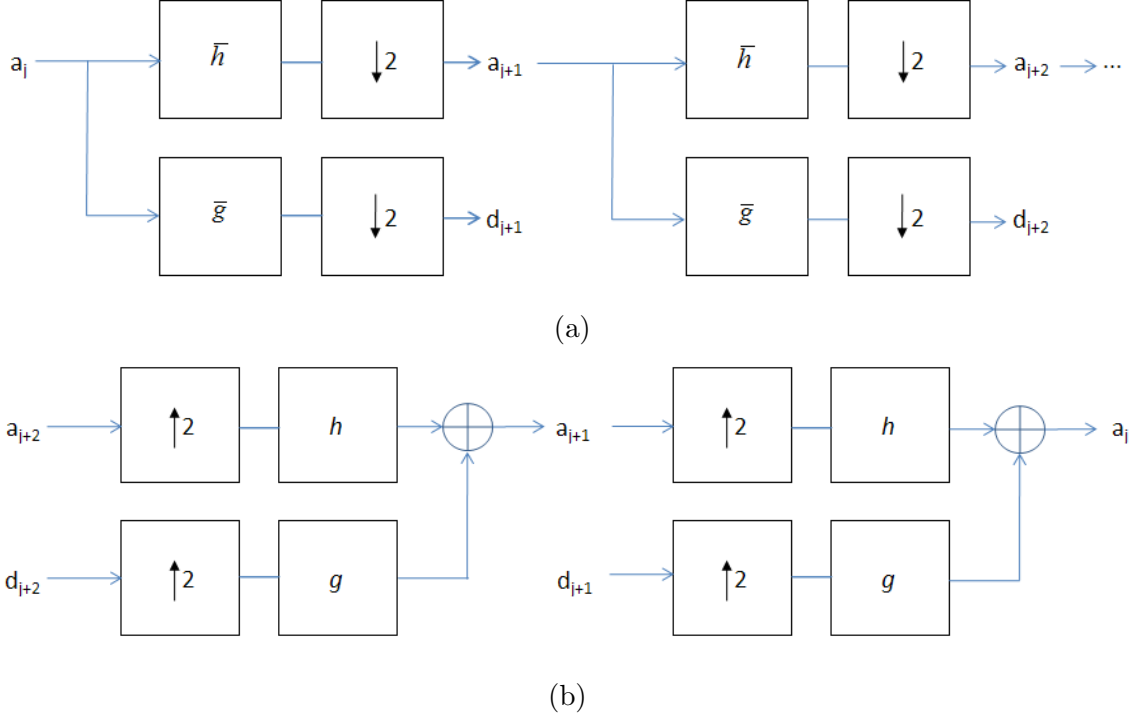 h̅ ↓2 h̅ ↓2
a_j a_{j+1} a_{j+2} ...
g̅ ↓2 g̅ ↓2
d_{j+1} d_{j+2}
(a)
a_{j+2} ↑2 h a_{j+1} ↑2 h a_j
d_{j+2} ↑2 g d_{j+1} ↑2 g
(b)